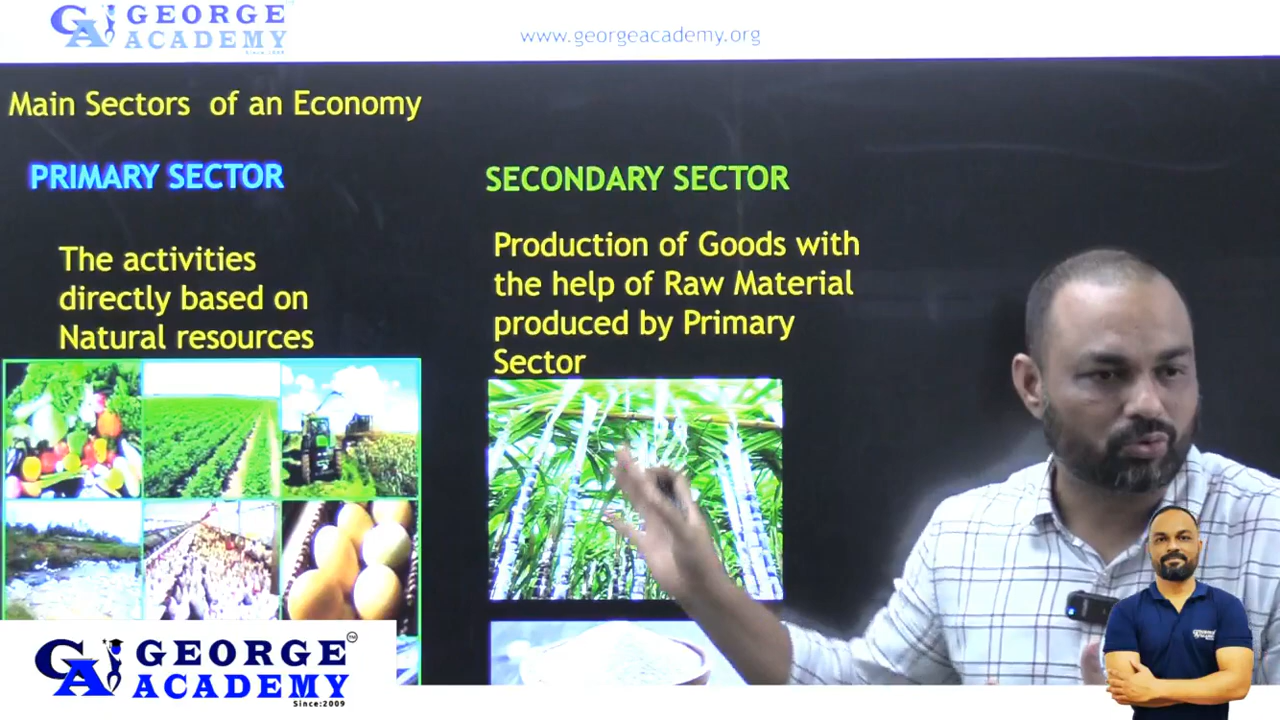 GEORGE
ACADEMY
www.georgeacademy.org
Main Sectors of an Economy
PRIMARY SECTOR
The activities
directly based on
Natural resources
SECONDARY SECTOR
Production of Goods with
the help of Raw Material
produced by Primary
Sector
GA GEORGE
ACADEMY
TM
Since:2009